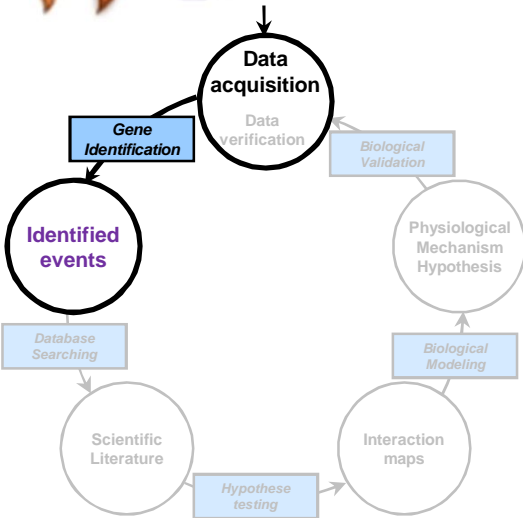 Data
acquisition
Data
verification
Gene
Identification
Biological
Validation
Identified
events
Physiological
Mechanism
Hypothesis
Database
Searching
Biological
Modeling
Scientific
Literature
Interaction
maps
Hypothese
testing